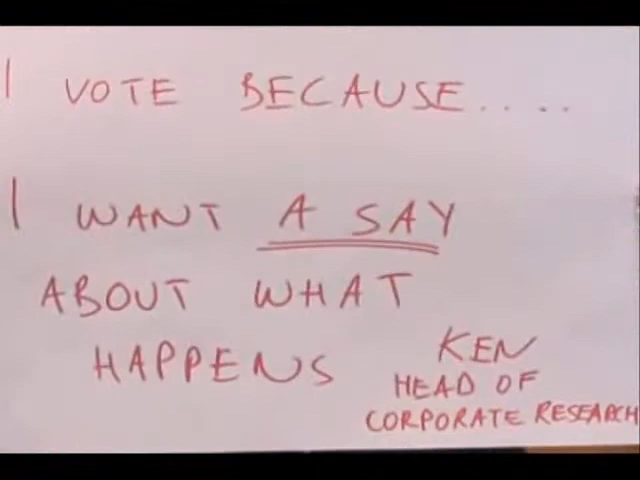 I VOTE BECAUSE.....
I WANT A SAY
ABOUT WHAT
HAPPENS
KEN
HEAD OF
CORPORATE RESEARCH